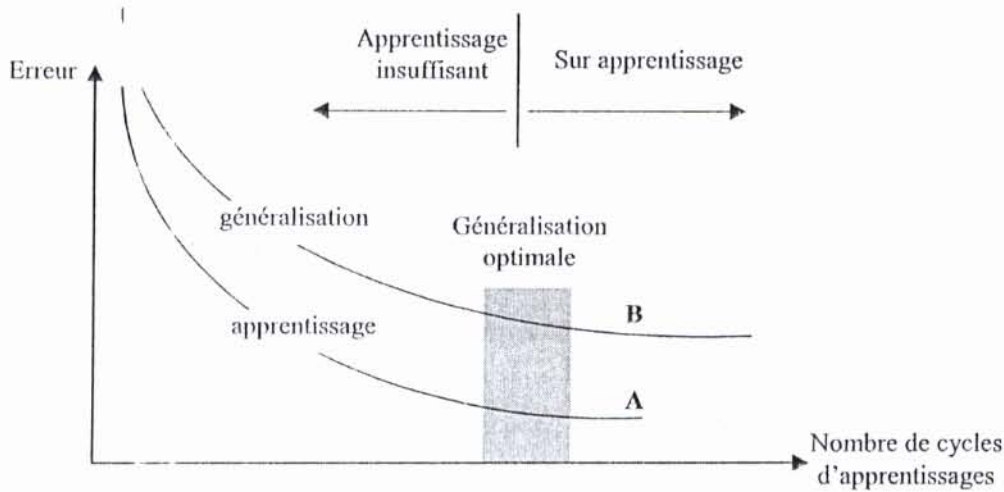 Apprentissage
insuffisant
Sur apprentissage
Erreur
généralisation
Généralisation
optimale
apprentissage
B
A
Nombre de cycles
d'apprentissages